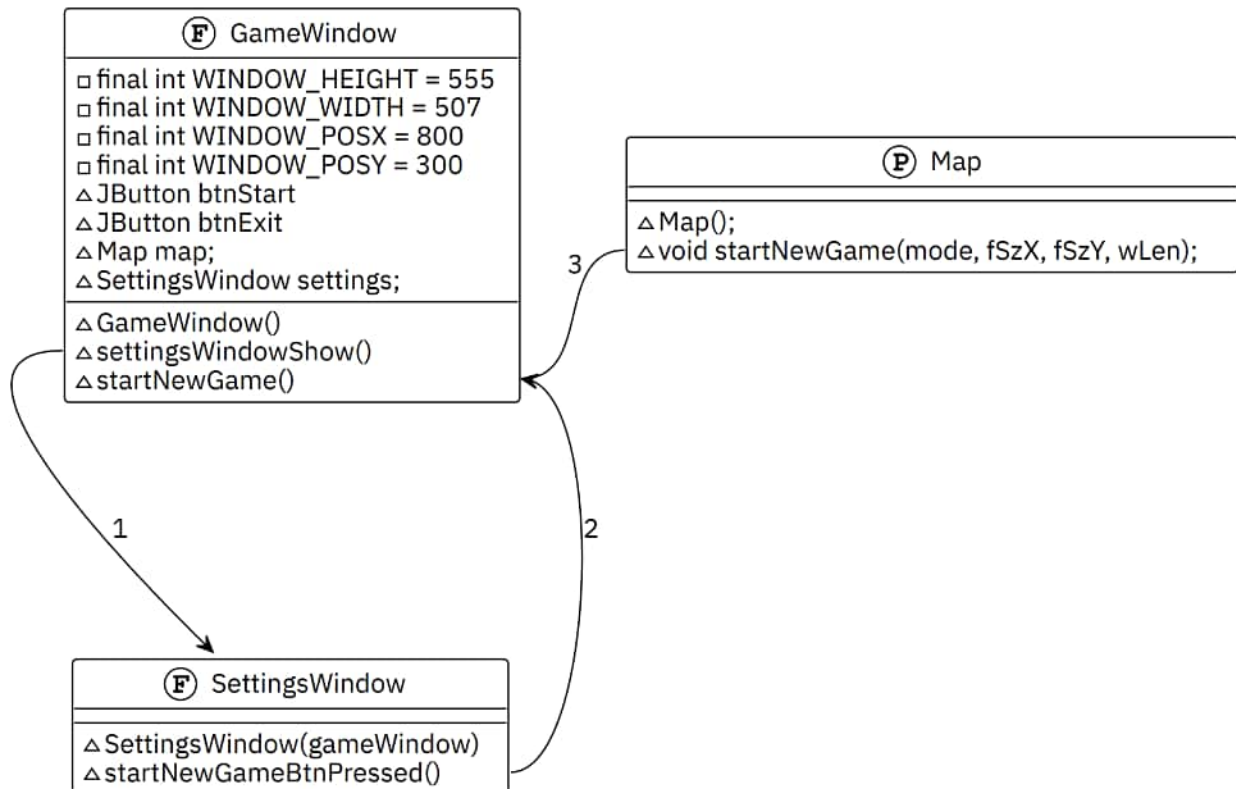 F GameWindow
final int WINDOW_HEIGHT = 555
final int WINDOW_WIDTH = 507
final int WINDOW_POSX = 800
final int WINDOW_POSY = 300
JButton btnStart
JButton btnExit
Map map;
SettingsWindow settings;
GameWindow()
settingsWindowShow()
startNewGame()
P Map
Map();
void startNewGame(mode, fSzX, fSzY, wLen);
3
1
2
F SettingsWindow
SettingsWindow(gameWindow)
startNewGameBtnPressed()